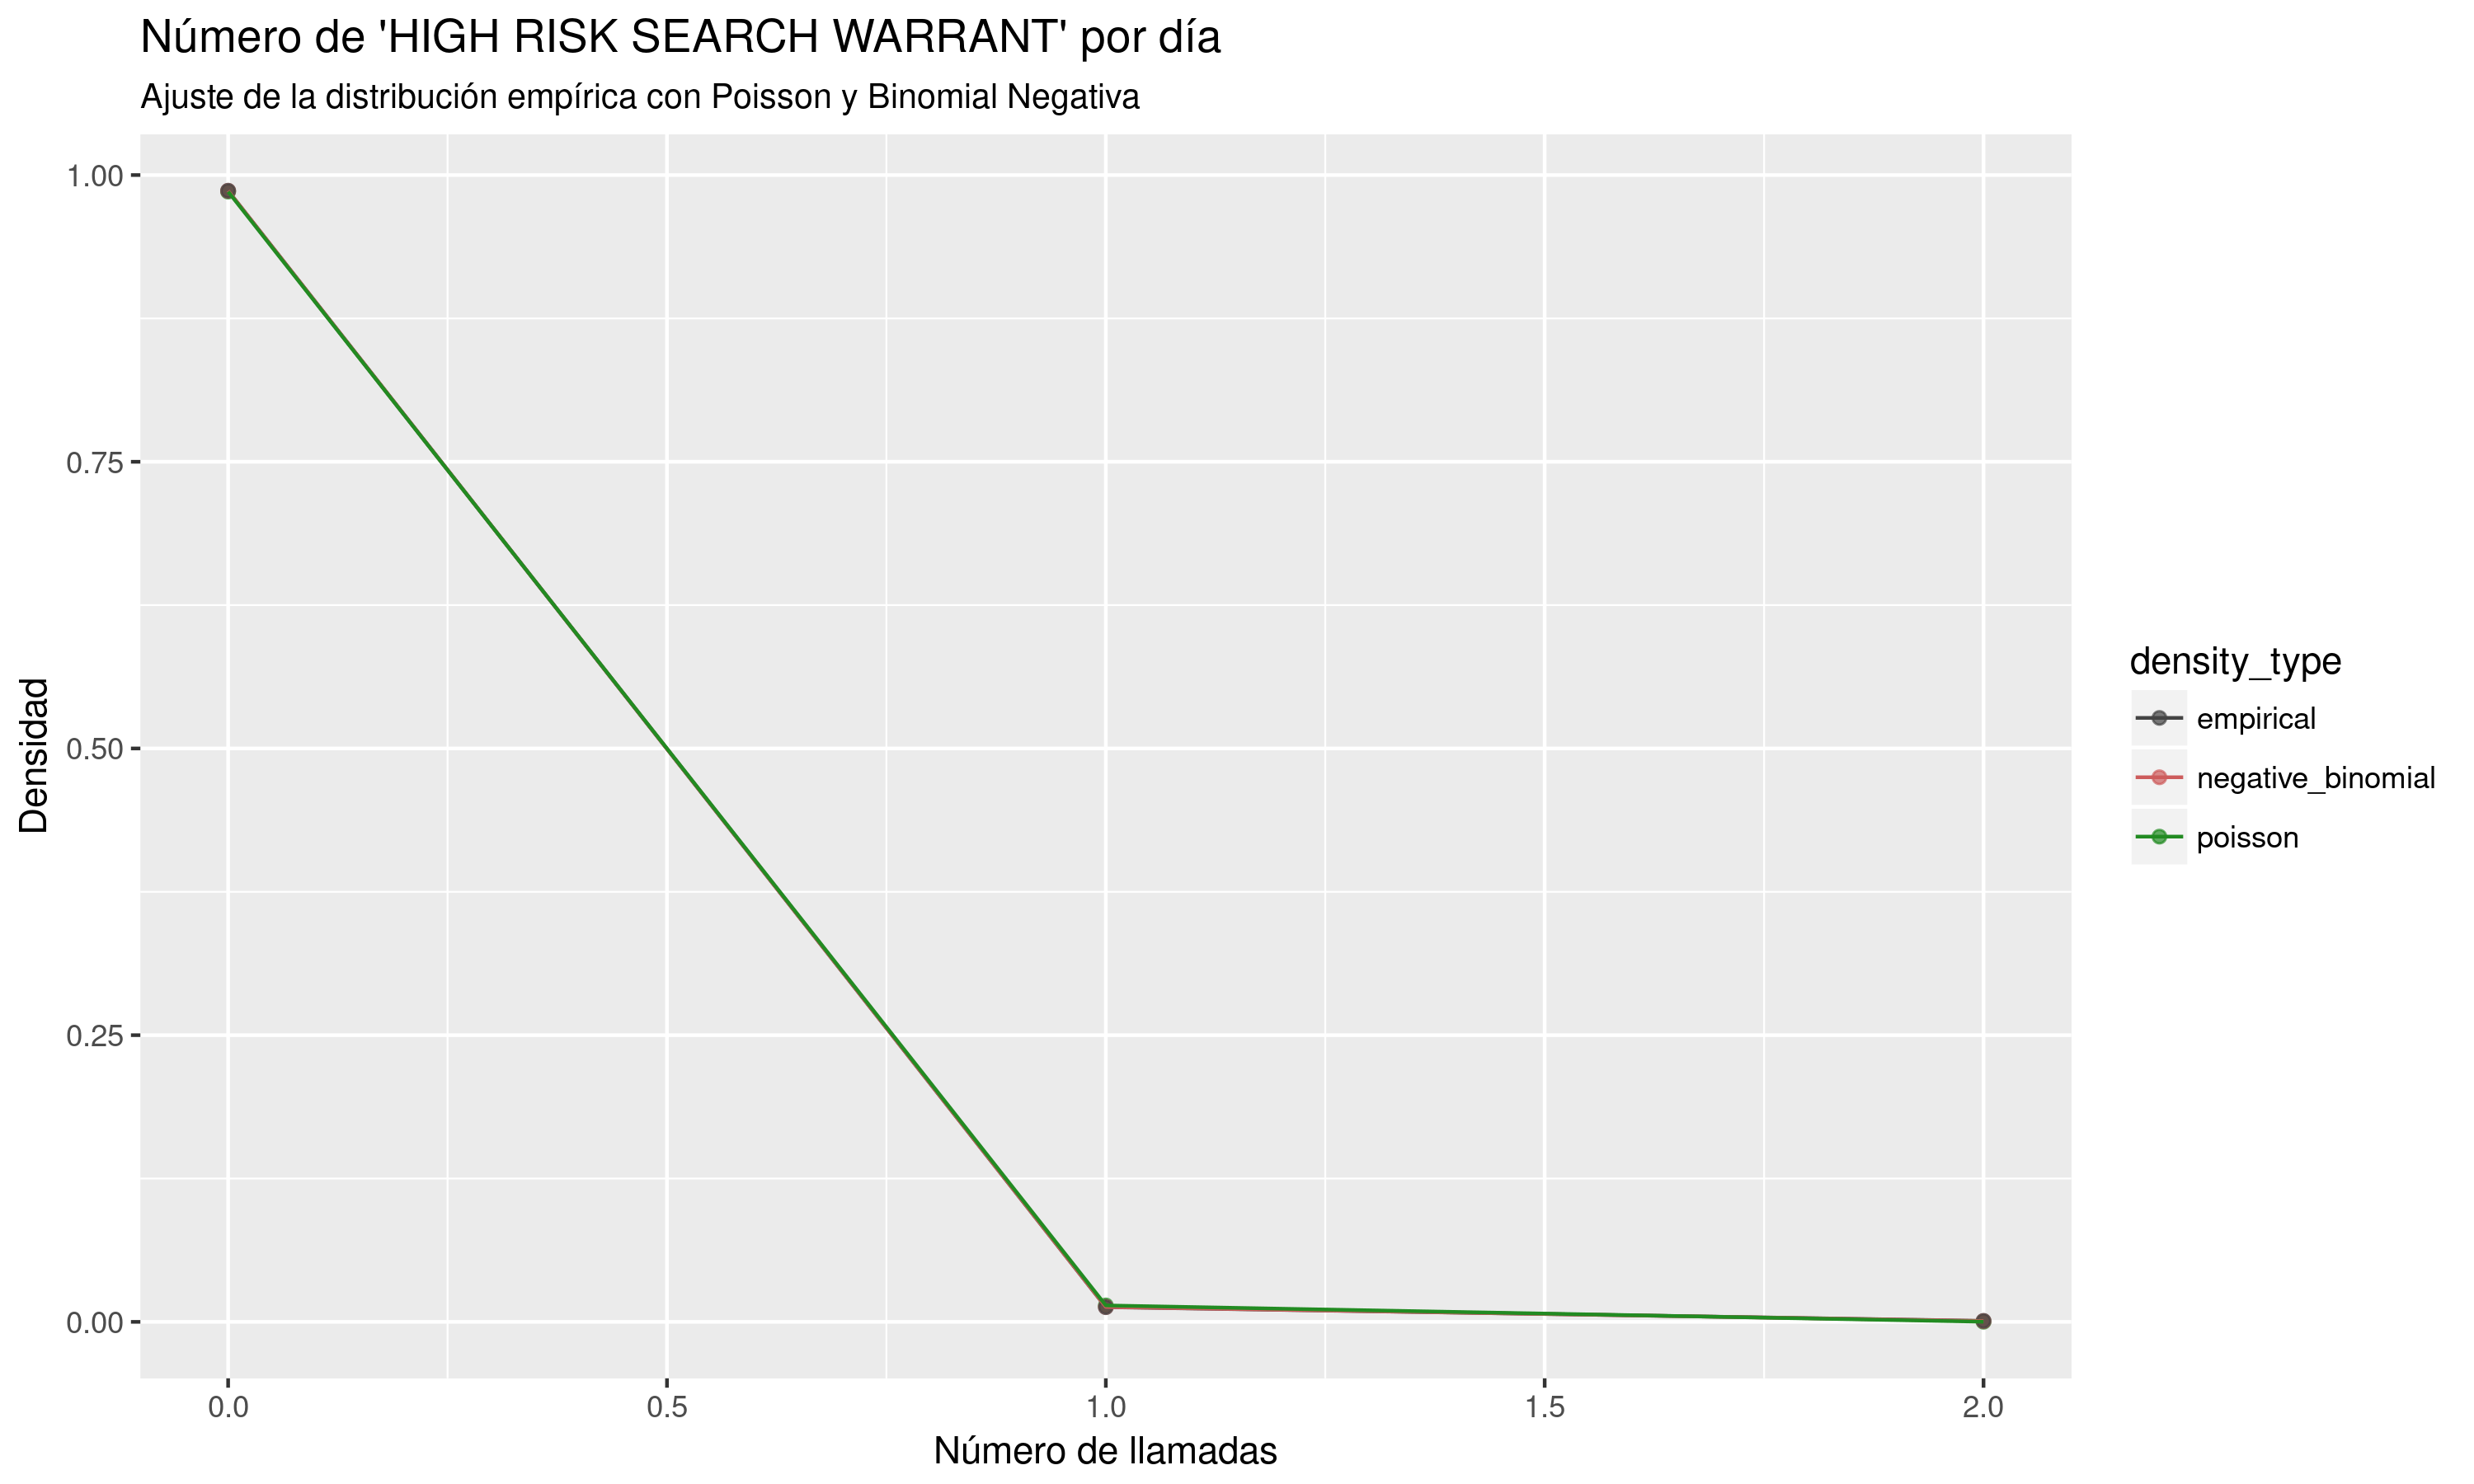 Número de 'HIGH RISK SEARCH WARRANT' por día
Ajuste de la distribución empírica con Poisson y Binomial Negativa
1.00
0.75
0.50
0.25
0.00
Densidad
0.0
0.5
1.0
1.5
2.0
Número de llamadas
density_type
empirical
negative_binomial
poisson